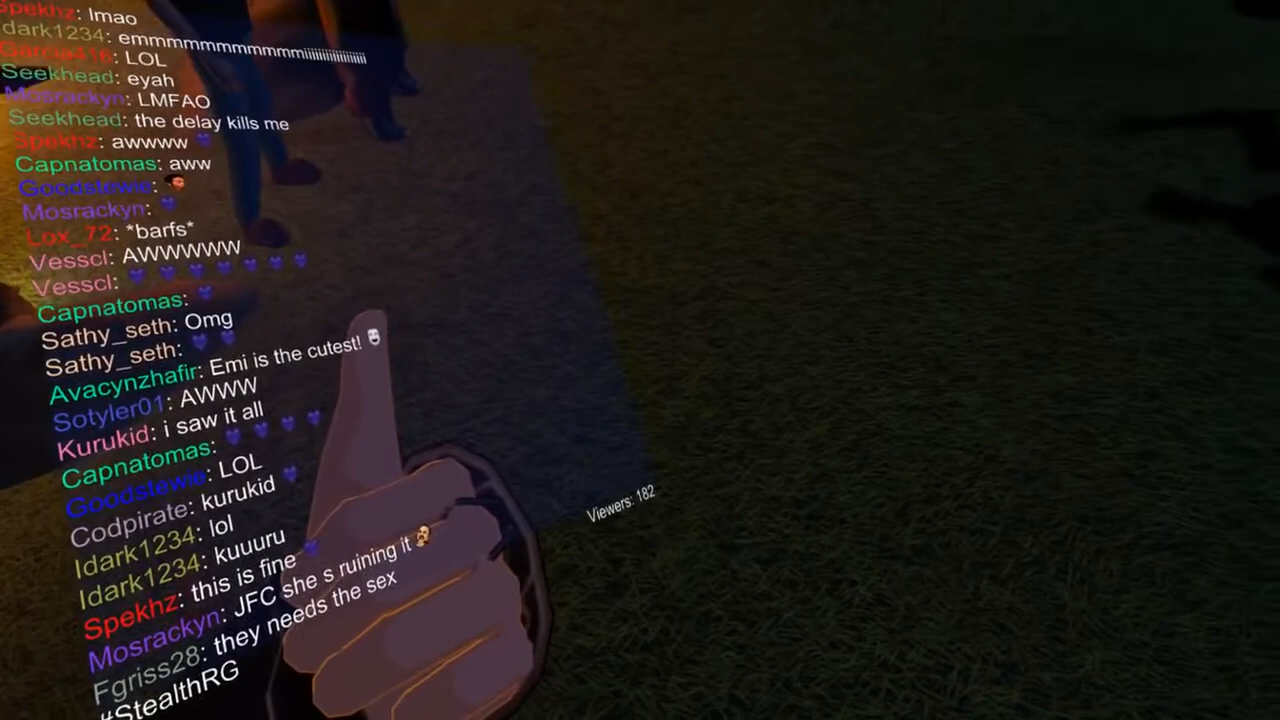 Spekhz: lmao
Idark1234: emmmmmmmmmmmiiiiiiiiiiiiiiiii
Garcia416: LOL
Seekhead: eyah
Mosrackyn: LMFAO
Seekhead: the delay kills me
Spekhz: awwww
Capnatomas: aww
Goodstewie:
Mosrackyn:
Lox_72: *barfs*
Vesscl: AWWWWW
Vesscl:
Capnatomas:
Sathy_seth: Omg
Sathy_seth:
Avacynzhafir: Emi is the cutest!
Sotyler01: AWWW
Kurukid: i saw it all
Capnatomas:
Goodstewie: LOL
Codpirate: kurukid
Idark1234: lol
Idark1234: kuuuru
Spekhz: this is fine
Mosrackyn: JFC she s ruining it
Fgriss28: they needs the sex
#StealthRG
Viewers: 182